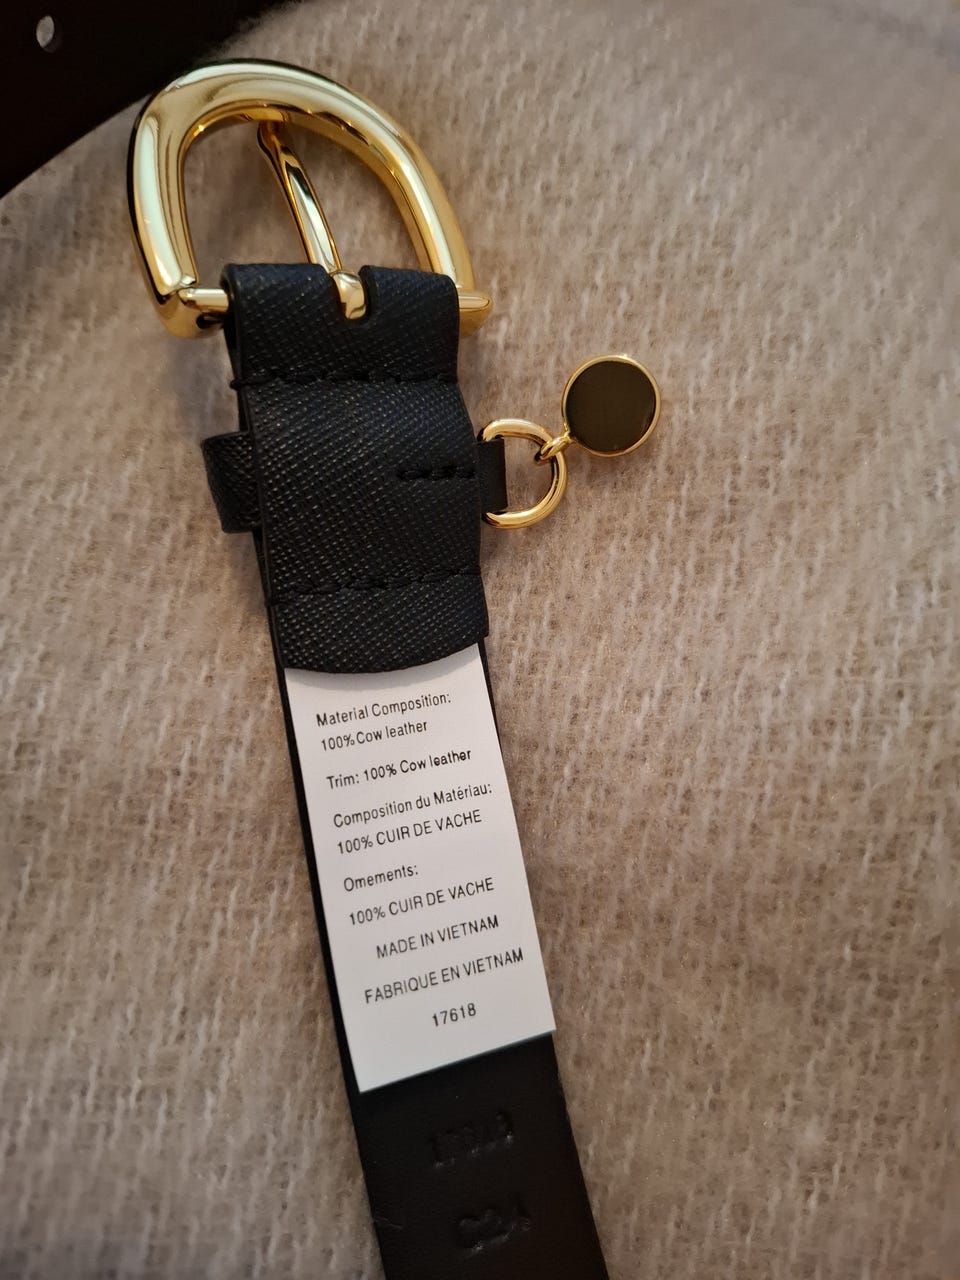 Material Composition:
100% Cow leather
Trim: 100% Cow leather
Composition du Matériau:
100% CUIR DE VACHE
Omements:
100% CUIR DE VACHE
MADE IN VIETNAM
FABRIQUE EN VIETNAM
17618